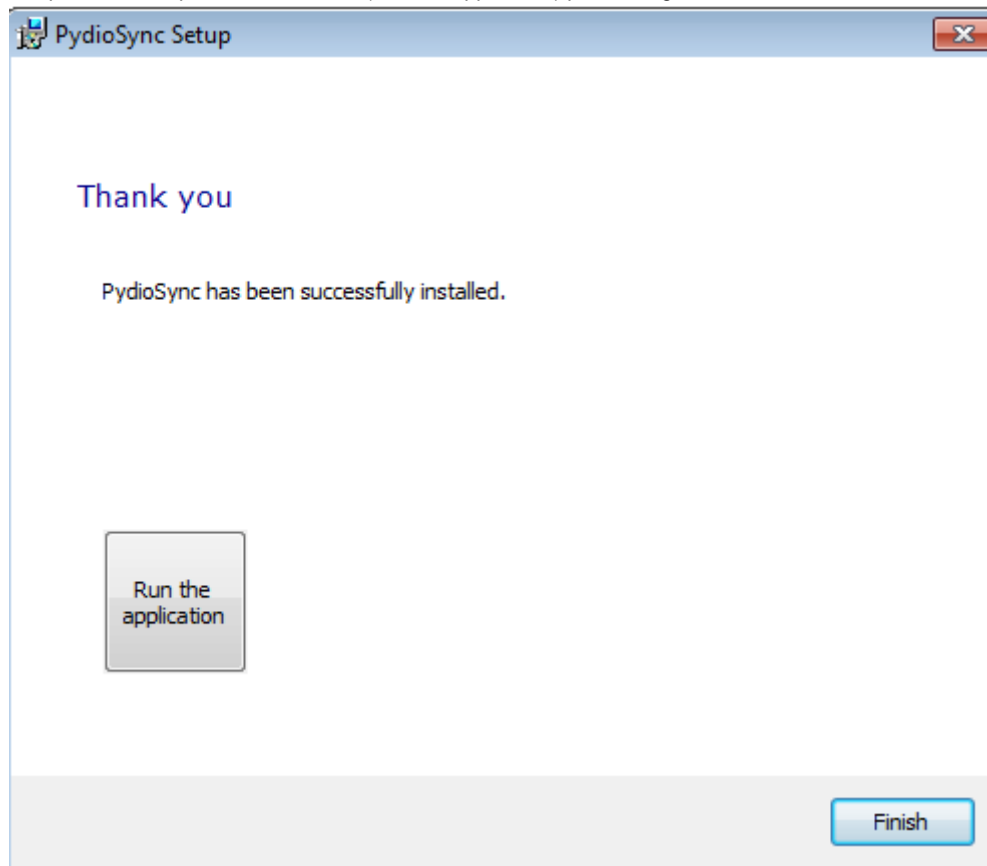 PydioSync Setup
Thank you
PydioSync has been successfully installed.
Run the
application
Finish